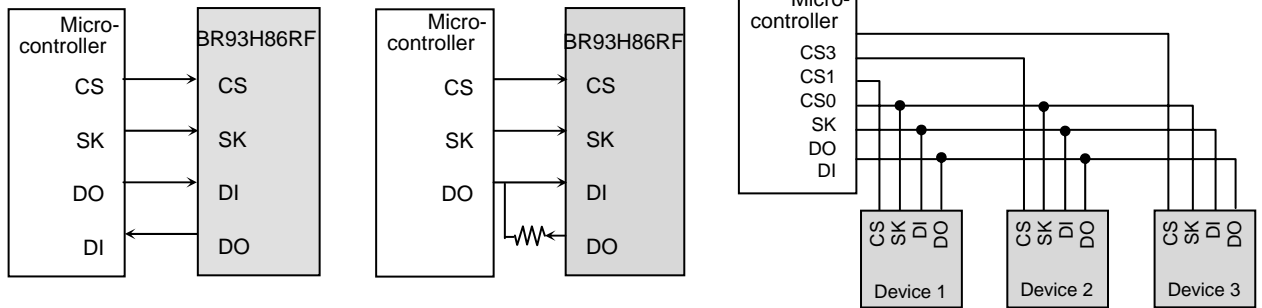 Micro-
controller
CS
SK
DO
DI
BR93H86RF
CS
SK
DI
DO
Micro-
controller
CS
SK
DO
BR93H86RF
CS
SK
DI
DO
Micro-
controller
CS3
CS1
CS0
SK
DO
DI
CS
SK
DI
DO
Device 1
CS
SK
DI
DO
Device 2
CS
SK
DI
DO
Device 3